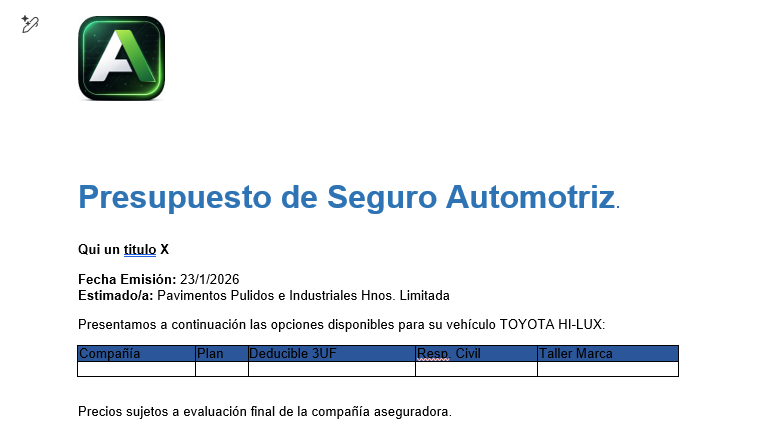 A
Presupuesto de Seguro Automotriz.
Qui un titulo X
Fecha Emisión: 23/1/2026
Estimado/a: Pavimentos Pulidos e Industriales Hnos. Limitada
Presentamos a continuación las opciones disponibles para su vehículo TOYOTA HI-LUX:
Compañía Plan Deducible 3UF Resp. Civil Taller Marca
Precios sujetos a evaluación final de la compañía aseguradora.